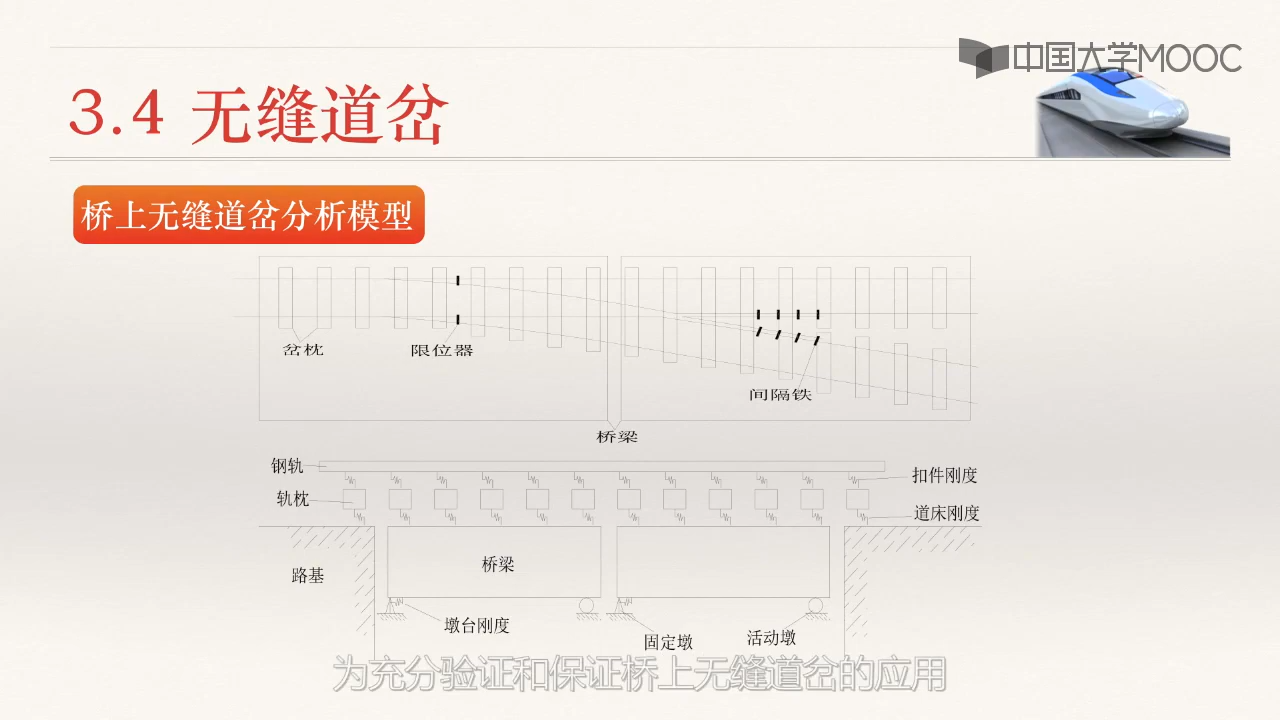 中国大学MOOC
3.4 无缝道岔
桥上无缝道岔分析模型
岔枕
限位器
间隔铁
桥梁
钢轨
扣件刚度
轨枕
道床刚度
桥梁
路基
墩台刚度
固定墩
活动墩
为充分验证和保证桥上无缝道岔的应用